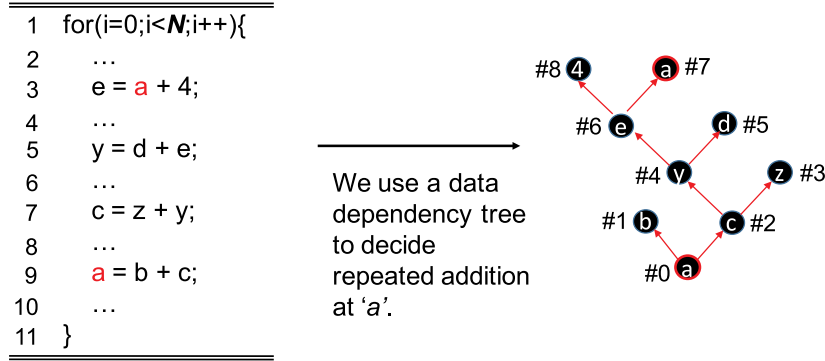 1 for(i=0;i<N;i++){
2 ...
3 e = a + 4;
4 ...
5 y = d + e;
6 ...
7 c = z + y;
8 ...
9 a = b + c;
10 ...
11 }
We use a data
dependency tree
to decide
repeated addition
at ‘a’.
#8 4 a #7
#6 e d #5
#4 y z #3
#1 b c #2
#0 a